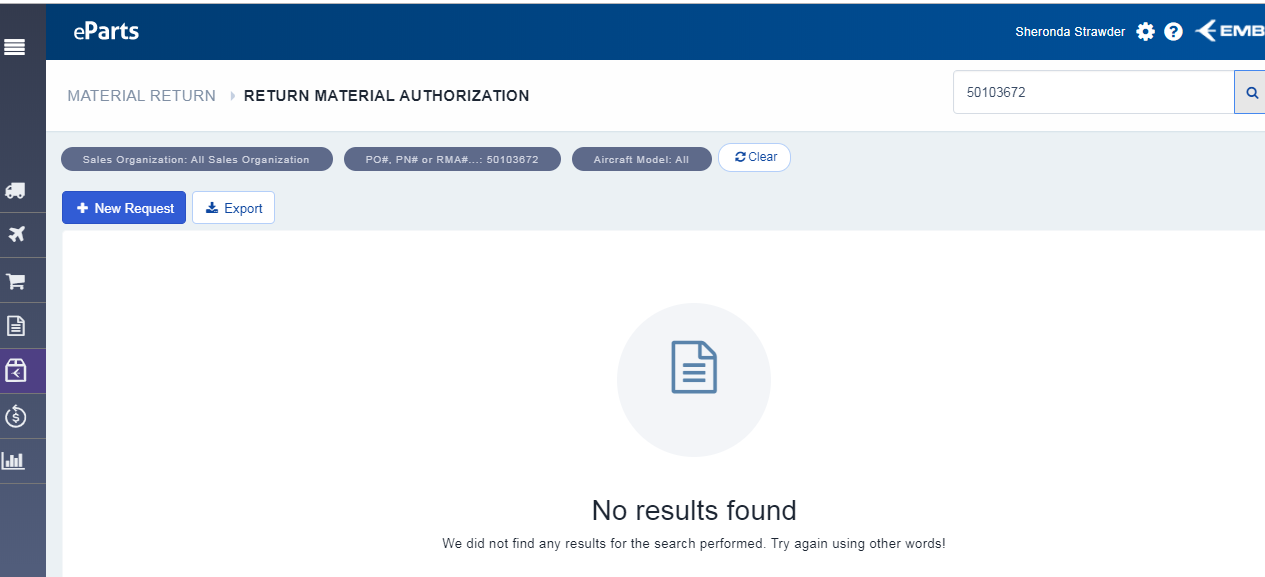 eParts
Sheronda Strawder
EMB
MATERIAL RETURN RETURN MATERIAL AUTHORIZATION
50103672
Sales Organization: All Sales Organization
PO#, PN# or RMA#...: 50103672
Aircraft Model: All
Clear
New Request
Export
No results found
We did not find any results for the search performed. Try again using other words!